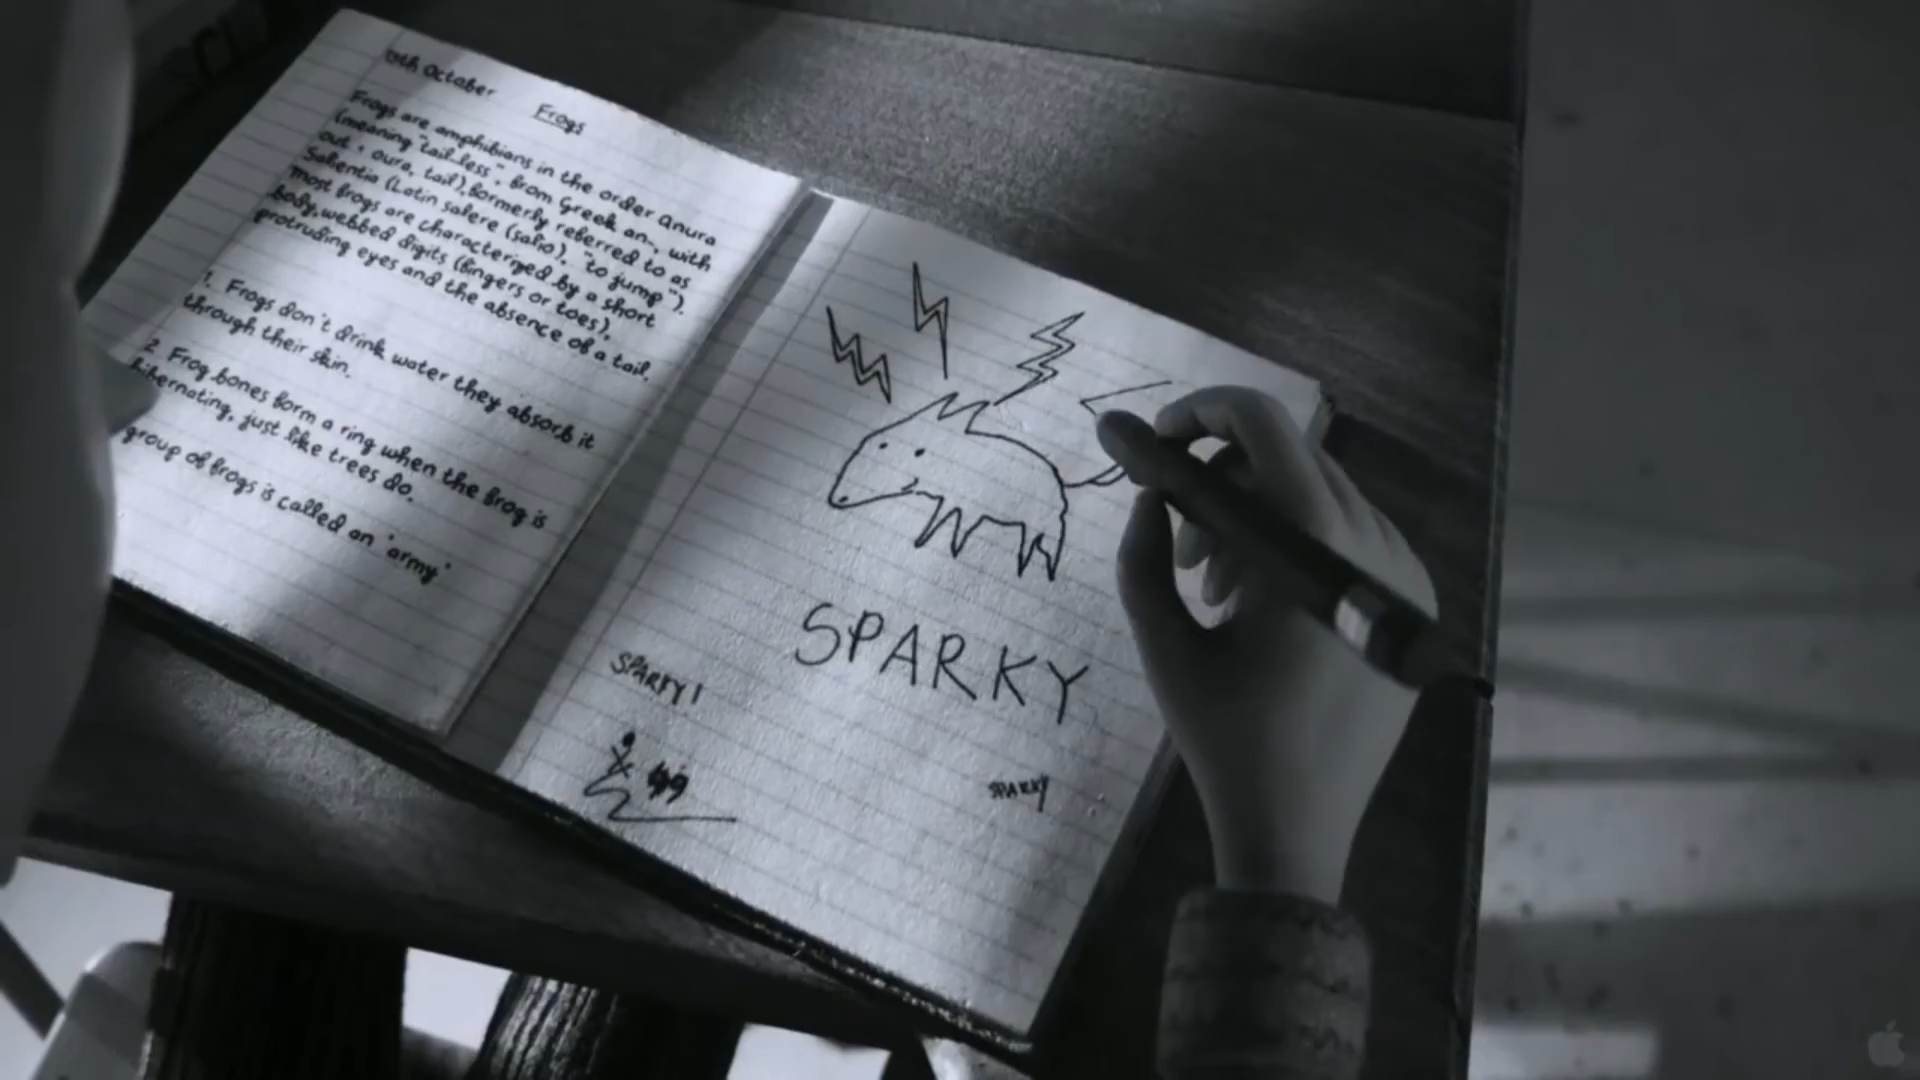 13th October
Frogs
Frogs are amphibians in the order Anura
(meaning "tail-less", from Greek an-, with
out + oura, tail), formerly referred to as
Salientia (Latin salere (salio), "to jump").
most frogs are characterized by a short
body, webbed digits (fingers or toes),
protruding eyes and the absence of a tail.
1. Frogs don't drink water they absorb it
through their skin.
2 Frog bones form a ring when the frog is
hibernating, just like trees do.
group of frogs is called an "army"
SPARKY
SPARKY!
SPARKY